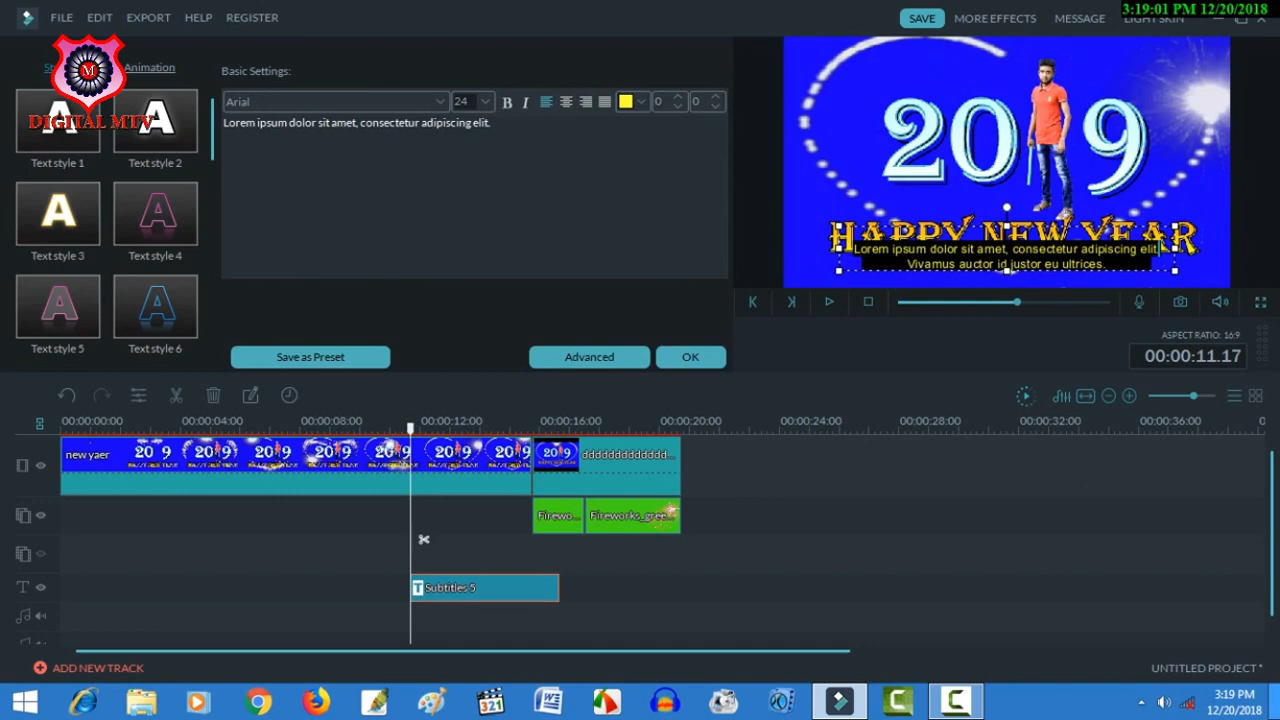 3:19:01 PM 12/20/2018
FILE EDIT EXPORT HELP REGISTER
SAVE MORE EFFECTS MESSAGE LIGHT SKIN
M
DIGITAL MTV
Animation
Basic Settings:
Arial 24 B I 0 0
Lorem ipsum dolor sit amet, consectetur adipiscing elit.
A A
Text style 1 Text style 2
A A
Text style 3 Text style 4
A A
Text style 5 Text style 6
Save as Preset Advanced OK
2019
HAPPY NEW YEAR
Lorem ipsum dolor sit amet, consectetur adipiscing elit.
Vivamus auctor id justor eu ultrices.
ASPECT RATIO: 16:9
00:00:11.17
00:00:00:00 00:00:04:00 00:00:08:00 00:00:12:00 00:00:16:00 00:00:20:00 00:00:24:00 00:00:28:00 00:00:32:00 00:00:36:00
new yaer ddddddddddddd...
Firewo... Fireworks_gree...
T T Subtitles 5
ADD NEW TRACK UNTITLED PROJECT *
321
3:19 PM
12/20/2018